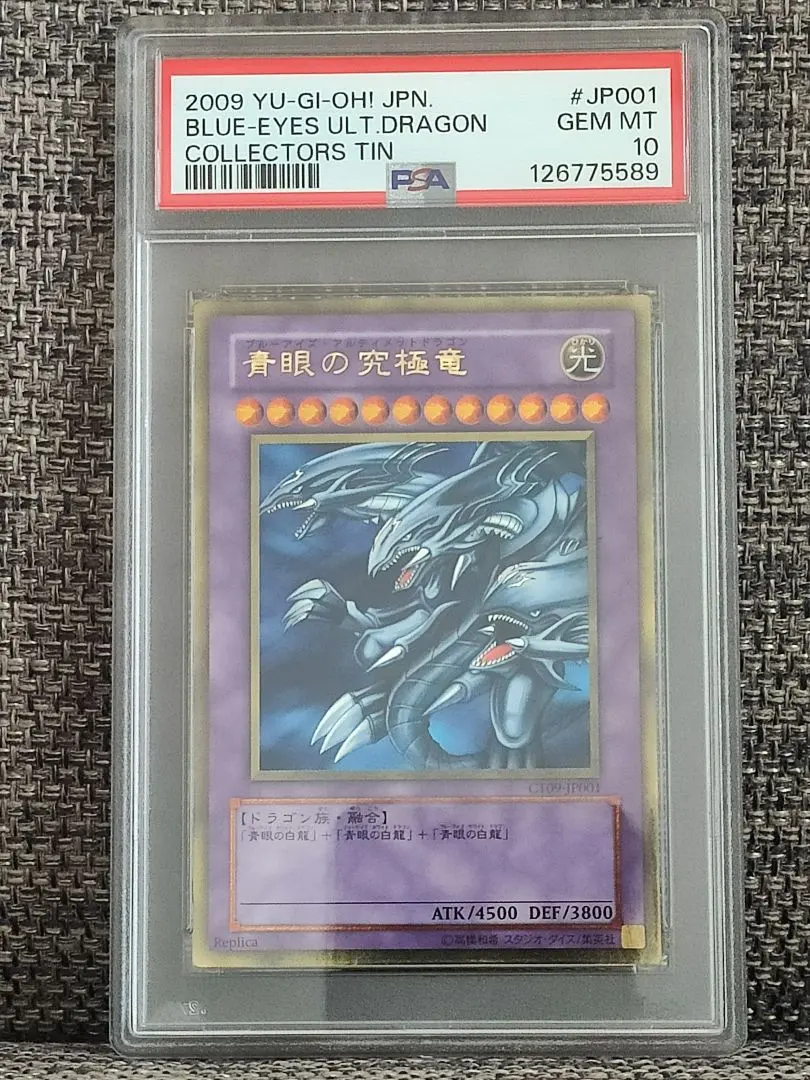 2009 YU-GI-OH! JPN. #JP001
BLUE-EYES ULT.DRAGON GEM MT
COLLECTORS TIN 10
PSA 126775589
ブルーアイズ・アルティメットドラゴン
青眼の究極竜
ひかり
光
CT09-JP001
【ドラゴン族・融合】
「青眼の白龍」+「青眼の白龍」+「青眼の白龍」
ATK/4500 DEF/3800
Replica
©高橋和希 スタジオ・ダイス/集英社